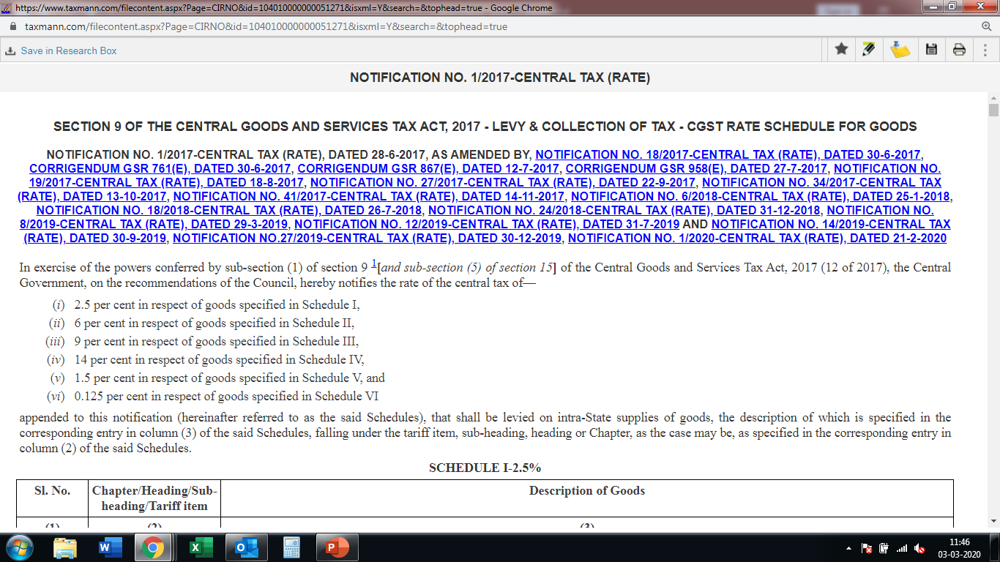 https://www.taxmann.com/filecontent.aspx?Page=CIRNO&id=104010000000051271&isxml=Y&search=&tophead=true - Google Chrome
taxmann.com/filecontent.aspx?Page=CIRNO&id=104010000000051271&isxml=Y&search=&tophead=true
Save in Research Box
NOTIFICATION NO. 1/2017-CENTRAL TAX (RATE)
SECTION 9 OF THE CENTRAL GOODS AND SERVICES TAX ACT, 2017 - LEVY & COLLECTION OF TAX - CGST RATE SCHEDULE FOR GOODS
NOTIFICATION NO. 1/2017-CENTRAL TAX (RATE), DATED 28-6-2017, AS AMENDED BY, NOTIFICATION NO. 18/2017-CENTRAL TAX (RATE), DATED 30-6-2017,
CORRIGENDUM GSR 761(E), DATED 30-6-2017, CORRIGENDUM GSR 867(E), DATED 12-7-2017, CORRIGENDUM GSR 958(E), DATED 27-7-2017, NOTIFICATION NO.
19/2017-CENTRAL TAX (RATE), DATED 18-8-2017, NOTIFICATION NO. 27/2017-CENTRAL TAX (RATE), DATED 22-9-2017, NOTIFICATION NO. 34/2017-CENTRAL TAX
(RATE), DATED 13-10-2017, NOTIFICATION NO. 41/2017-CENTRAL TAX (RATE), DATED 14-11-2017, NOTIFICATION NO. 6/2018-CENTRAL TAX (RATE), DATED 25-1-2018,
NOTIFICATION NO. 18/2018-CENTRAL TAX (RATE), DATED 26-7-2018, NOTIFICATION NO. 24/2018-CENTRAL TAX (RATE), DATED 31-12-2018, NOTIFICATION NO.
8/2019-CENTRAL TAX (RATE), DATED 29-3-2019, NOTIFICATION NO. 12/2019-CENTRAL TAX (RATE), DATED 31-7-2019 AND NOTIFICATION NO. 14/2019-CENTRAL TAX
(RATE), DATED 30-9-2019, NOTIFICATION NO.27/2019-CENTRAL TAX (RATE), DATED 30-12-2019, NOTIFICATION NO. 1/2020-CENTRAL TAX (RATE), DATED 21-2-2020
In exercise of the powers conferred by sub-section (1) of section 9 1[and sub-section (5) of section 15] of the Central Goods and Services Tax Act, 2017 (12 of 2017), the Central
Government, on the recommendations of the Council, hereby notifies the rate of the central tax of—
(i) 2.5 per cent in respect of goods specified in Schedule I,
(ii) 6 per cent in respect of goods specified in Schedule II,
(iii) 9 per cent in respect of goods specified in Schedule III,
(iv) 14 per cent in respect of goods specified in Schedule IV,
(v) 1.5 per cent in respect of goods specified in Schedule V, and
(vi) 0.125 per cent in respect of goods specified in Schedule VI
appended to this notification (hereinafter referred to as the said Schedules), that shall be levied on intra-State supplies of goods, the description of which is specified in the
corresponding entry in column (3) of the said Schedules, falling under the tariff item, sub-heading, heading or Chapter, as the case may be, as specified in the corresponding entry in
column (2) of the said Schedules.
SCHEDULE I-2.5%
Sl. No. Chapter/Heading/Sub- Description of Goods
heading/Tariff item
(1) (2) (3)
11:46
03-03-2020